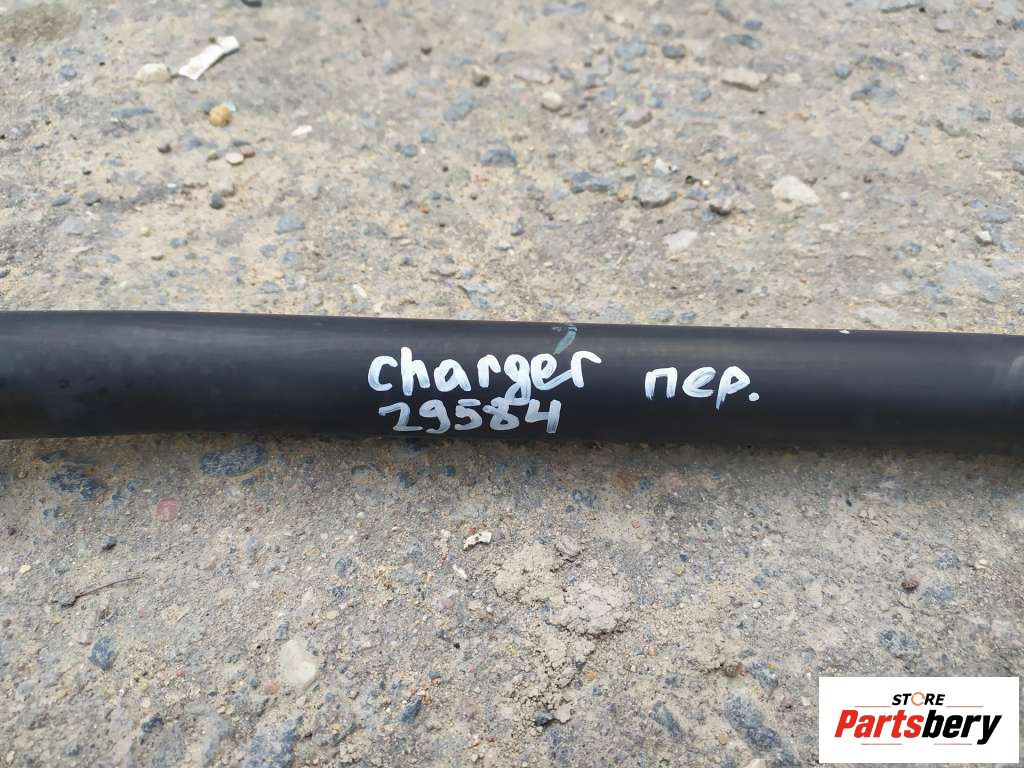 charger пер.
29584
STORE
Partsbery